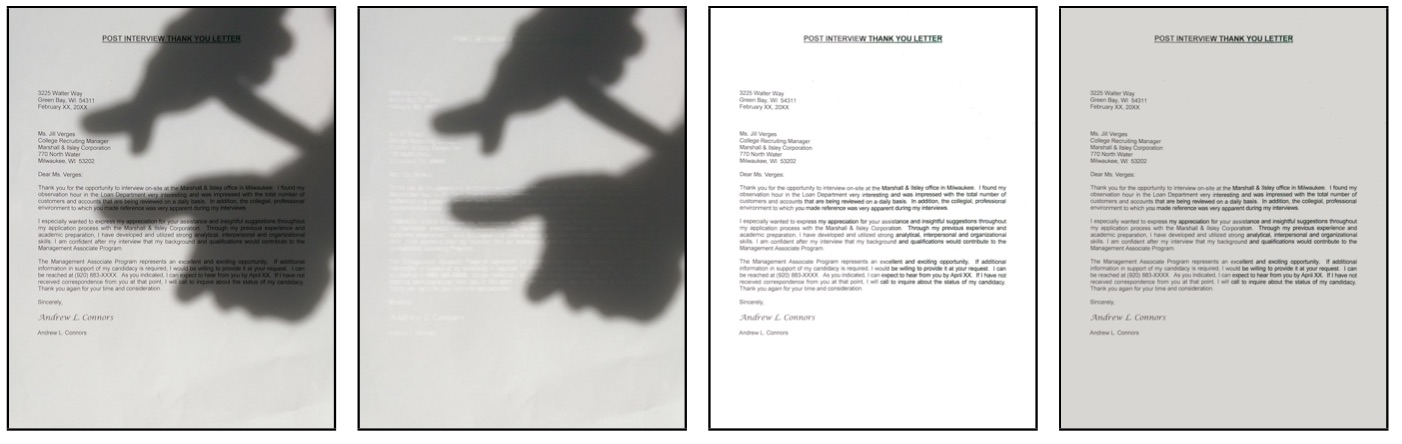 POST INTERVIEW THANK YOU LETTER
3225 Walter Way
Green Bay, WI 54311
February XX, 20XX
Ms. Jill Verges
College Recruiting Manager
Marshall & Ilsley Corporation
770 North Water
Milwaukee, WI 53202
Dear Ms. Verges:
Thank you for the opportunity to interview on-site at the Marshall & Ilsley office in Milwaukee. I found my
observation hour in the Loan Department very interesting and was impressed with the total number of
customers and accounts that are being reviewed on a daily basis. In addition, the collegial, professional
environment to which you made reference was very apparent during my interviews.
I especially wanted to express my appreciation for your assistance and insightful suggestions throughout
my application process with the Marshall & Ilsley Corporation. Through my previous experience and
academic preparation, I have developed and utilized strong analytical, interpersonal and organizational
skills. I am confident after my interview that my background and qualifications would contribute to the
Management Associate Program.
The Management Associate Program represents an excellent and exciting opportunity. If additional
information in support of my candidacy is required, I would be willing to provide it at your request. I can
be reached at (920) 883-XXXX. As you indicated, I can expect to hear from you by April XX. If I have not
received correspondence from you at that point, I will call to inquire about the status of my candidacy.
Thank you again for your time and consideration.
Sincerely,
Andrew L. Connors
Andrew L. Connors
POST INTERVIEW THANK YOU LETTER
3225 Walter Way
Green Bay, WI 54311
February XX, 20XX
Ms. Jill Verges
College Recruiting Manager
Marshall & Ilsley Corporation
770 North Water
Milwaukee, WI 53202
Dear Ms. Verges:
Thank you for the opportunity to interview on-site at the Marshall & Ilsley office in Milwaukee. I found my
observation hour in the Loan Department very interesting and was impressed with the total number of
customers and accounts that are being reviewed on a daily basis. In addition, the collegial, professional
environment to which you made reference was very apparent during my interviews.
I especially wanted to express my appreciation for your assistance and insightful suggestions throughout
my application process with the Marshall & Ilsley Corporation. Through my previous experience and
academic preparation, I have developed and utilized strong analytical, interpersonal and organizational
skills. I am confident after my interview that my background and qualifications would contribute to the
Management Associate Program.
The Management Associate Program represents an excellent and exciting opportunity. If additional
information in support of my candidacy is required, I would be willing to provide it at your request. I can
be reached at (920) 883-XXXX. As you indicated, I can expect to hear from you by April XX. If I have not
received correspondence from you at that point, I will call to inquire about the status of my candidacy.
Thank you again for your time and consideration.
Sincerely,
Andrew L. Connors
Andrew L. Connors
POST INTERVIEW THANK YOU LETTER
3225 Walter Way
Green Bay, WI 54311
February XX, 20XX
Ms. Jill Verges
College Recruiting Manager
Marshall & Ilsley Corporation
770 North Water
Milwaukee, WI 53202
Dear Ms. Verges:
Thank you for the opportunity to interview on-site at the Marshall & Ilsley office in Milwaukee. I found my
observation hour in the Loan Department very interesting and was impressed with the total number of
customers and accounts that are being reviewed on a daily basis. In addition, the collegial, professional
environment to which you made reference was very apparent during my interviews.
I especially wanted to express my appreciation for your assistance and insightful suggestions throughout
my application process with the Marshall & Ilsley Corporation. Through my previous experience and
academic preparation, I have developed and utilized strong analytical, interpersonal and organizational
skills. I am confident after my interview that my background and qualifications would contribute to the
Management Associate Program.
The Management Associate Program represents an excellent and exciting opportunity. If additional
information in support of my candidacy is required, I would be willing to provide it at your request. I can
be reached at (920) 883-XXXX. As you indicated, I can expect to hear from you by April XX. If I have not
received correspondence from you at that point, I will call to inquire about the status of my candidacy.
Thank you again for your time and consideration.
Sincerely,
Andrew L. Connors
Andrew L. Connors